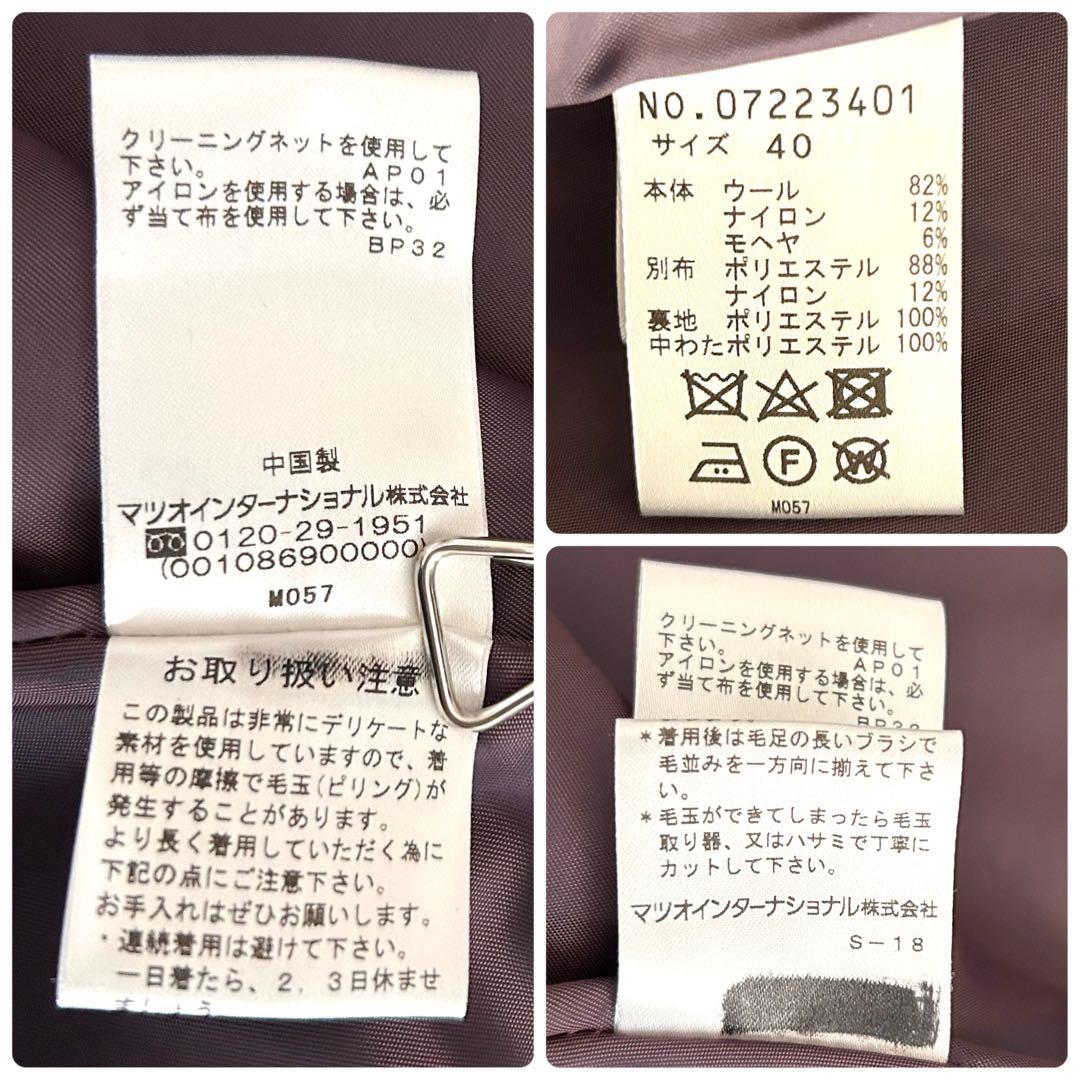 クリーニングネットを使用して
下さい。 AP01
アイロンを使用する場合は、必
ず当て布を使用して下さい。
BP32
中国製
マツオインターナショナル株式会社
0120-29-1951
(001086900000)
M057
お取り扱い注意
この製品は非常にデリケートな
素材を使用していますので、着
用等の摩擦で毛玉(ピリング)が
発生することがあります。
より長く着用していただく為に
下記の点にご注意下さい。
お手入れはぜひお願いします。
・連続着用は避けて下さい。
一日着たら、2，3日休ませ
ましょう
NO.07223401
サイズ 40
本体 ウール 82%
ナイロン 12%
モヘヤ 6%
別布 ポリエステル 88%
ナイロン 12%
裏地 ポリエステル 100%
中わた ポリエステル 100%
F W
M057
クリーニングネットを使用して
下さい。 AP01
アイロンを使用する場合は、必
ず当て布を使用して下さい。
BP32
*着用後は毛足の長いブラシで
毛並みを一方向に揃えて下さ
い。
*毛玉ができてしまったら毛玉
取り器、又はハサミで丁寧に
カットして下さい。
マツオインターナショナル株式会社
S-18